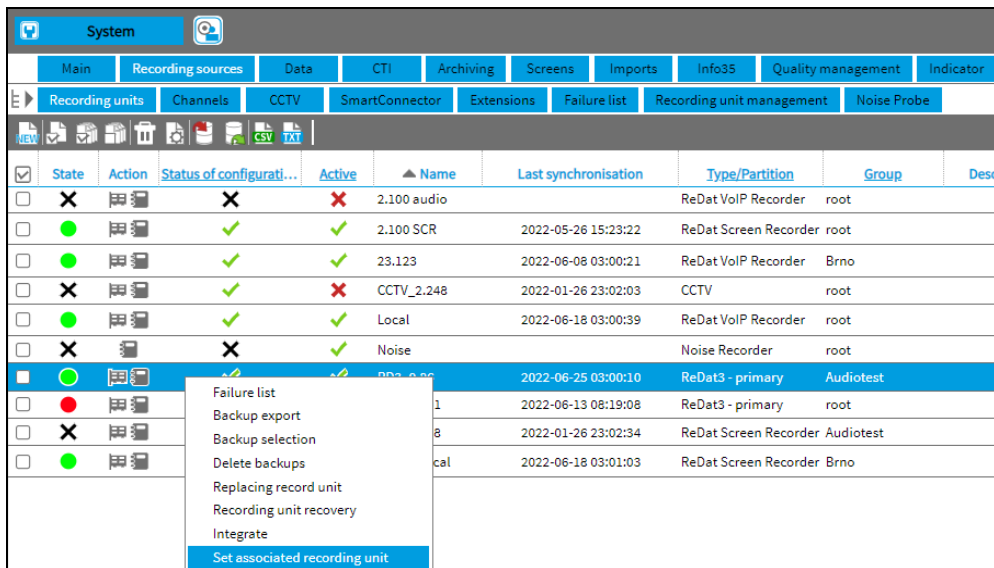 System
Main Recording sources Data CTI Archiving Screens Imports Info35 Quality management Indicator
Recording units Channels CCTV SmartConnector Extensions Failure list Recording unit management Noise Probe
NEW CSV TXT
State Action Status of configurati... Active Name Last synchronisation Type/Partition Group Desc
2.100 audio ReDat VoIP Recorder root
2.100 SCR 2022-05-26 15:23:22 ReDat Screen Recorder root
23.123 2022-06-08 03:00:21 ReDat VoIP Recorder Brno
CCTV_2.248 2022-01-26 23:02:03 CCTV root
Local 2022-06-18 03:00:39 ReDat VoIP Recorder root
Noise Noise Recorder root
2022-06-25 03:00:10 ReDat3 - primary Audiotest
Failure list
1 2022-06-13 08:19:08 ReDat3 - primary root
Backup export
8 2022-01-26 23:02:34 ReDat Screen Recorder Audiotest
Backup selection
Delete backups
cal 2022-06-18 03:01:03 ReDat Screen Recorder Brno
Replacing record unit
Recording unit recovery
Integrate
Set associated recording unit